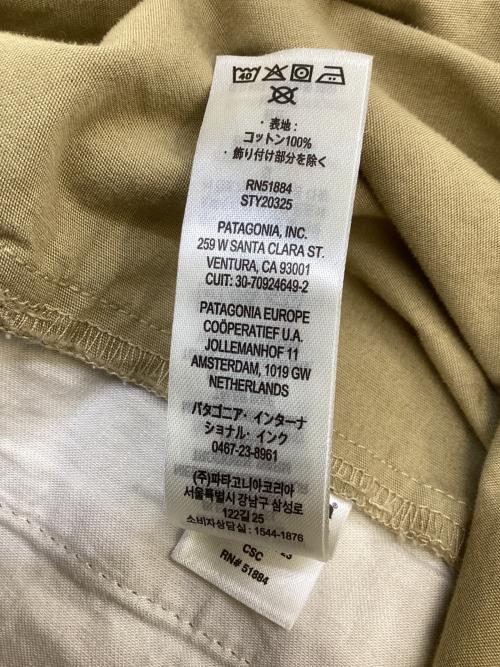 40
・表地：
コットン100%
・飾り付け部分を除く
RN51884
STY20325
PATAGONIA, INC.
259 W SANTA CLARA ST.
VENTURA, CA 93001
CUIT: 30-70924649-2
PATAGONIA EUROPE
COÖPERATIEF U.A.
JOLLEMANHOF 11
AMSTERDAM, 1019 GW
NETHERLANDS
パタゴニア・インターナ
ショナル・インク
0467-23-8961
(주)파타고니아코리아
서울특별시 강남구 삼성로
122길 25
소비자상담실 : 1544-1876
CSC
RN# 51884